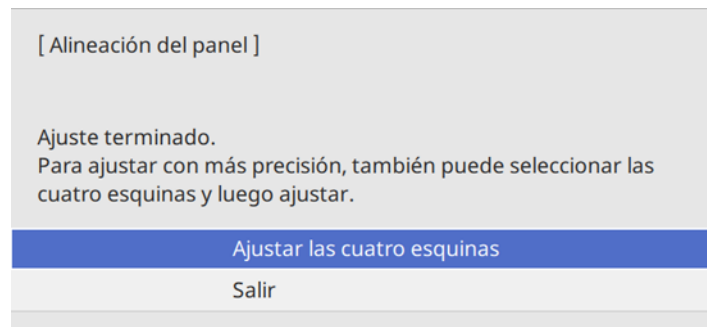 [ Alineación del panel ]
Ajuste terminado.
Para ajustar con más precisión, también puede seleccionar las
cuatro esquinas y luego ajustar.
Ajustar las cuatro esquinas
Salir